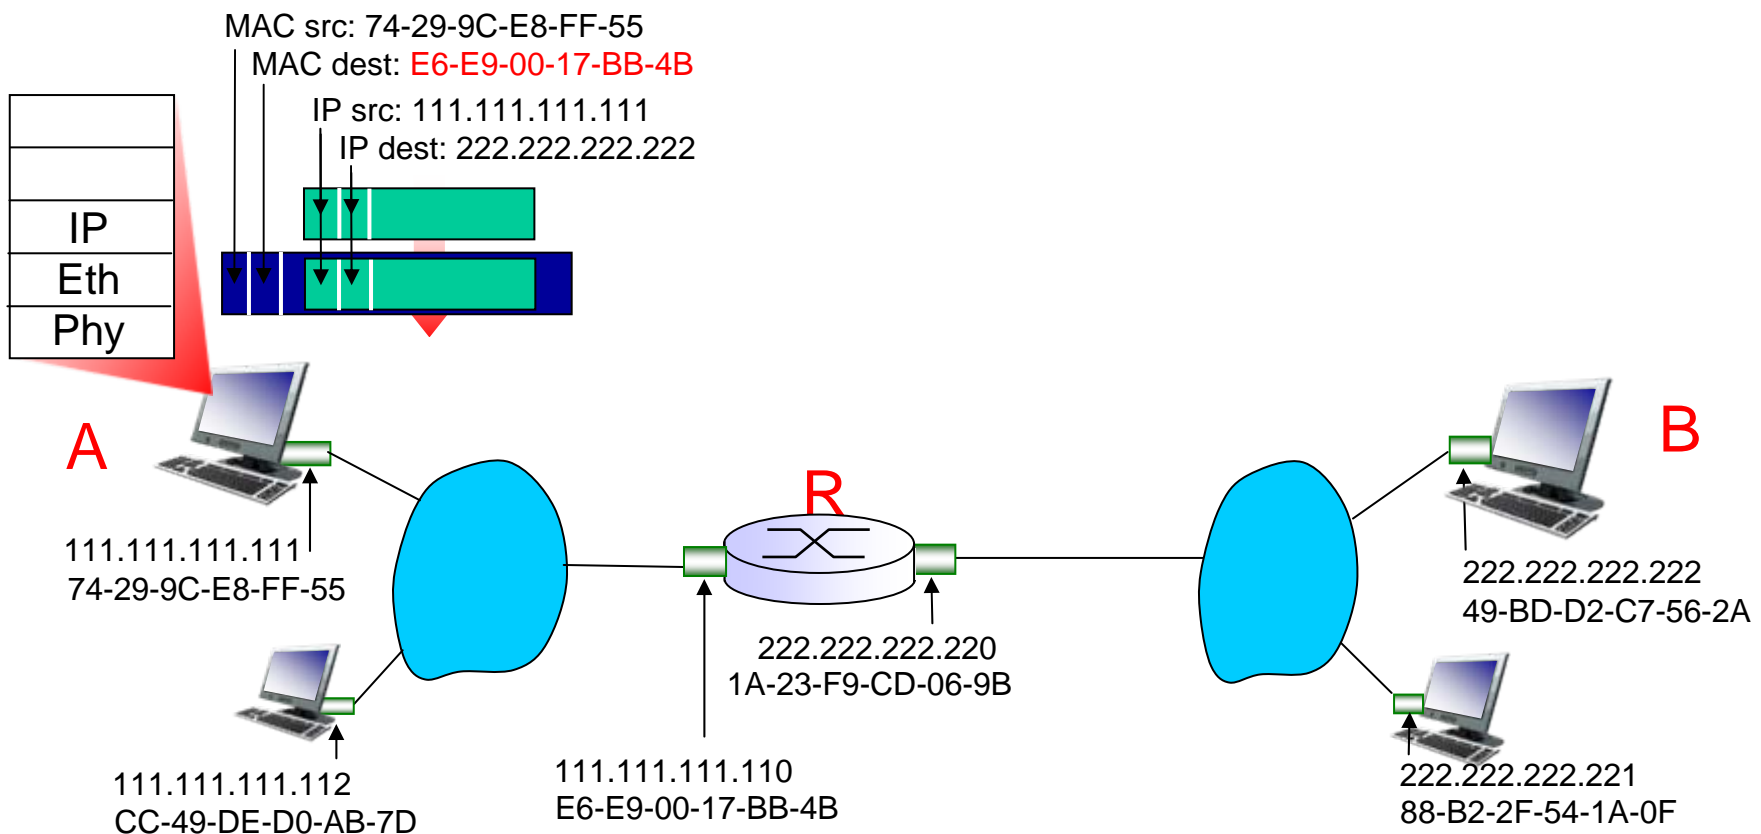 MAC src: 74-29-9C-E8-FF-55
MAC dest: E6-E9-00-17-BB-4B
IP src: 111.111.111.111
IP dest: 222.222.222.222
IP
Eth
Phy
A
B
R
111.111.111.111
74-29-9C-E8-FF-55
222.222.222.222
49-BD-D2-C7-56-2A
222.222.222.220
1A-23-F9-CD-06-9B
111.111.111.112
CC-49-DE-D0-AB-7D
111.111.111.110
E6-E9-00-17-BB-4B
222.222.222.221
88-B2-2F-54-1A-0F